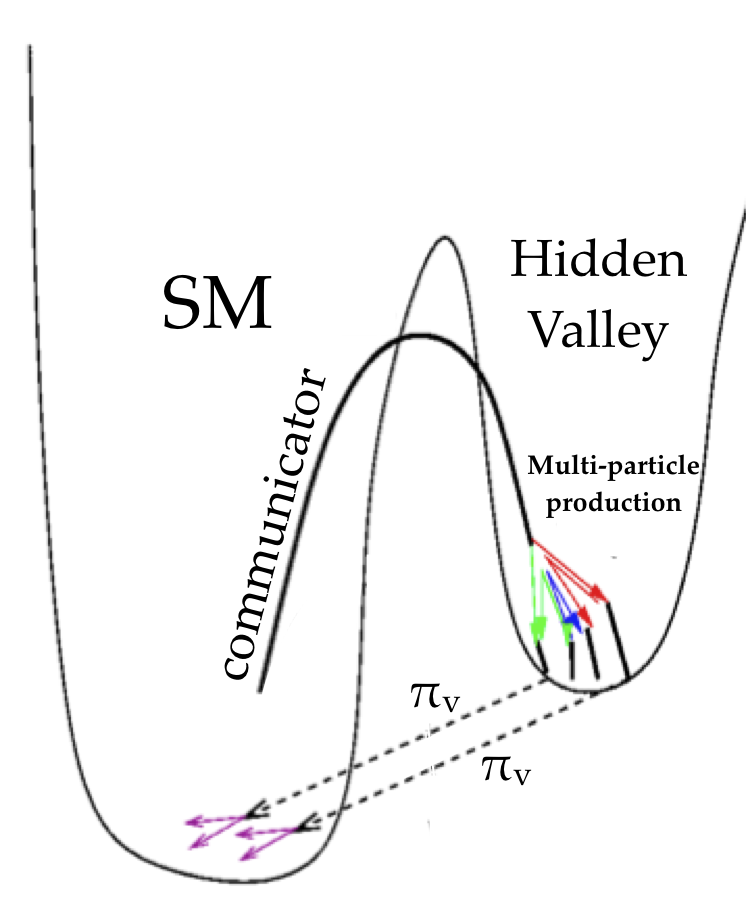 SM
Hidden
Valley
communicator
Multi-particle
production
πv
πv